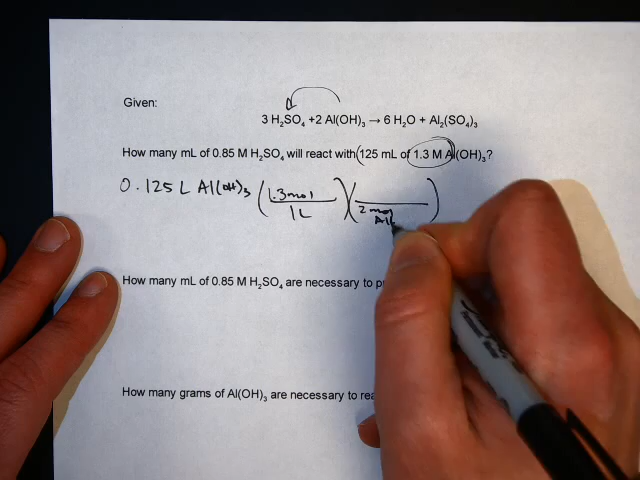 Given:
3 H₂SO₄ +2 Al(OH)₃ → 6 H₂O + Al₂(SO₄)₃
How many mL of 0.85 M H₂SO₄ will react with 125 mL of 1.3 M Al(OH)₃?
0.125 L Al(OH)₃ (1.3 mol / 1 L) ( / 2 mol Al)
How many mL of 0.85 M H₂SO₄ are necessary to
How many grams of Al(OH)₃ are necessary to